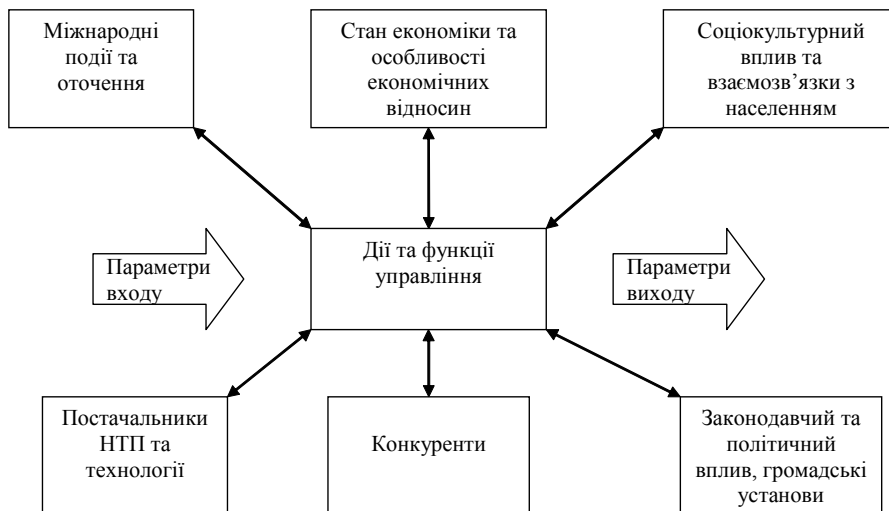 Міжнародні
події та
оточення
Стан економіки та
особливості
економічних
відносин
Соціокультурний
вплив та
взаємозв’язки з
населенням
Параметри
входу
Дії та функції
управління
Параметри
виходу
Постачальники
НТП та
технології
Конкуренти
Законодавчий та
політичний
вплив, громадські
установи